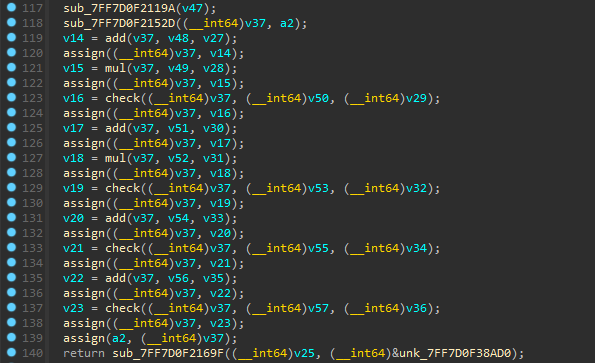 117 sub_7FF7D0F2119A(v47);
118 sub_7FF7D0F2152D((__int64)v37, a2);
119 v14 = add(v37, v48, v27);
120 assign((__int64)v37, v14);
121 v15 = mul(v37, v49, v28);
122 assign((__int64)v37, v15);
123 v16 = check((__int64)v37, (__int64)v50, (__int64)v29);
124 assign((__int64)v37, v16);
125 v17 = add(v37, v51, v30);
126 assign((__int64)v37, v17);
127 v18 = mul(v37, v52, v31);
128 assign((__int64)v37, v18);
129 v19 = check((__int64)v37, (__int64)v53, (__int64)v32);
130 assign((__int64)v37, v19);
131 v20 = add(v37, v54, v33);
132 assign((__int64)v37, v20);
133 v21 = check((__int64)v37, (__int64)v55, (__int64)v34);
134 assign((__int64)v37, v21);
135 v22 = add(v37, v56, v35);
136 assign((__int64)v37, v22);
137 v23 = check((__int64)v37, (__int64)v57, (__int64)v36);
138 assign((__int64)v37, v23);
139 assign(a2, (__int64)v37);
140 return sub_7FF7D0F2169F((__int64)v25, (__int64)&unk_7FF7D0F38AD0);